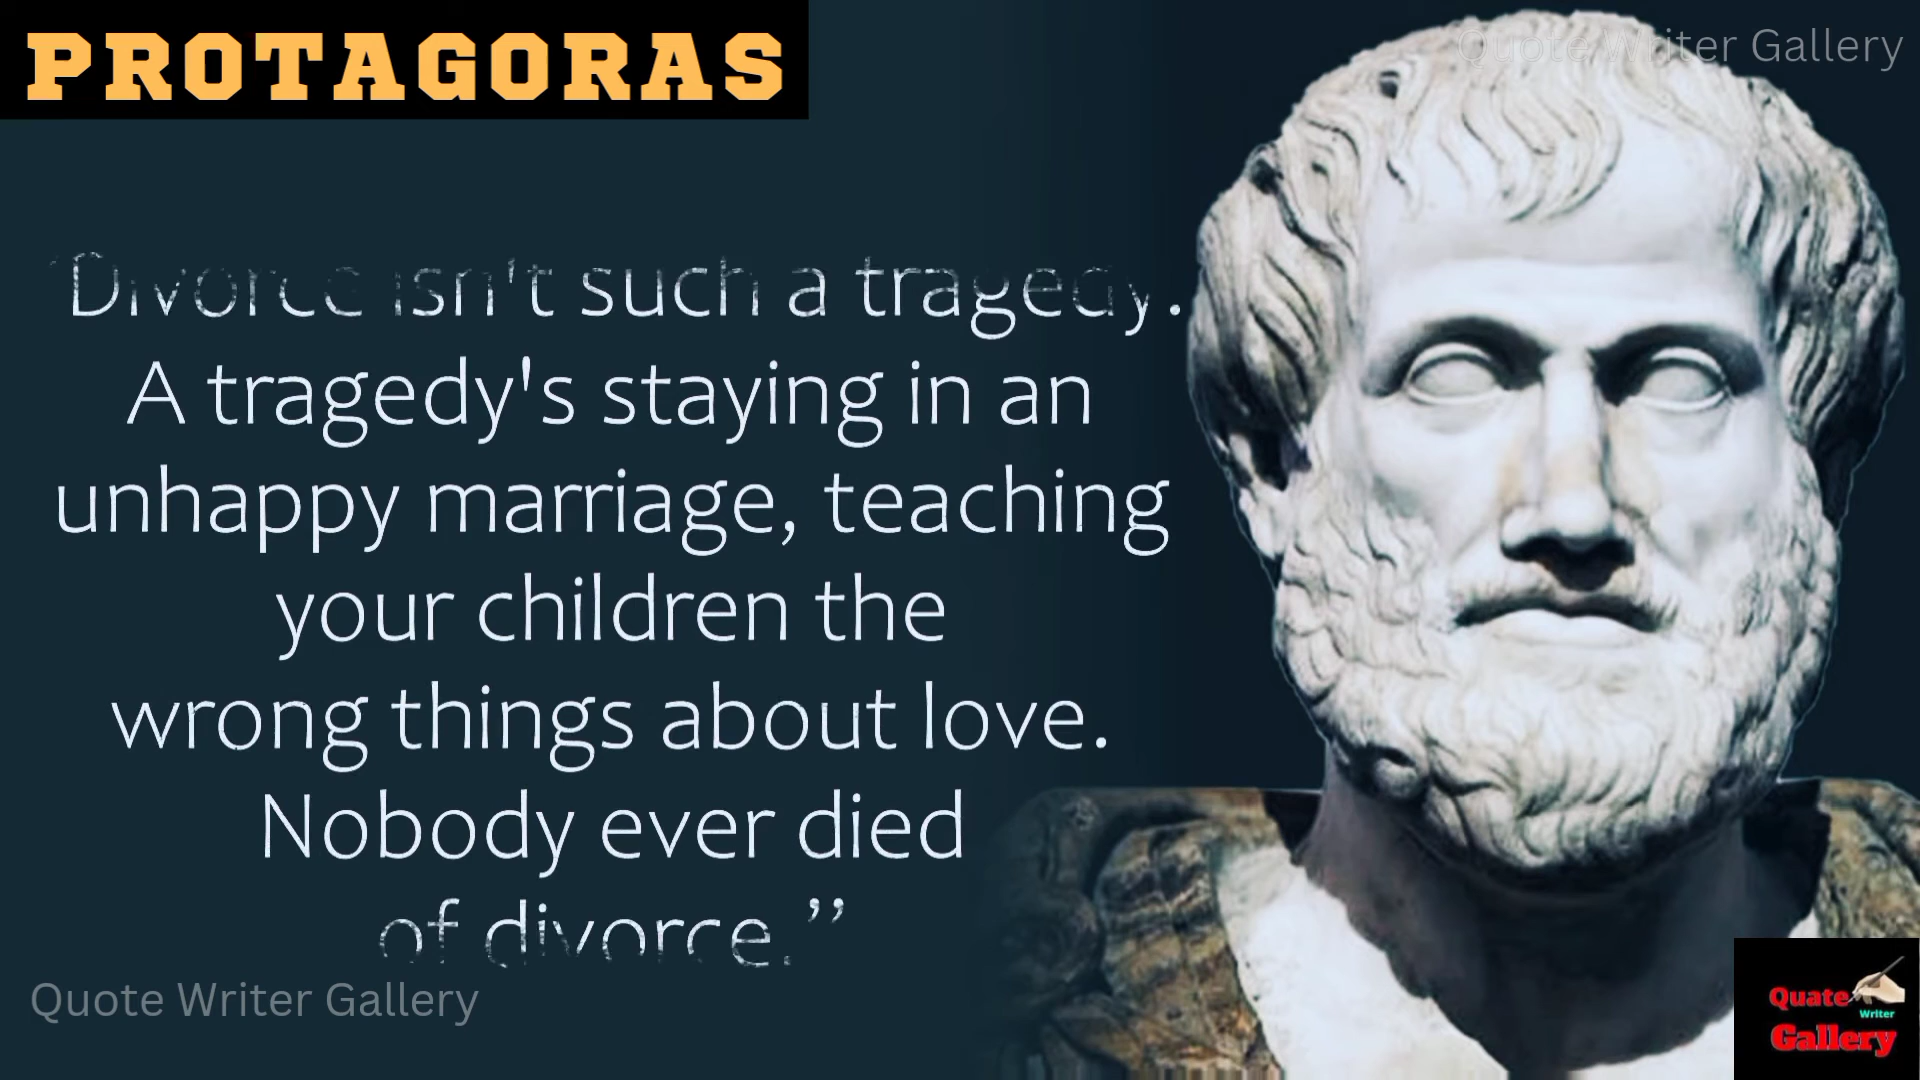 PROTAGORAS
Quote Writer Gallery
‘Divorce isn't such a tragedy.
A tragedy's staying in an
unhappy marriage, teaching
your children the
wrong things about love.
Nobody ever died
of divorce.’’
Quote Writer Gallery
Quate
Writer
Gallery